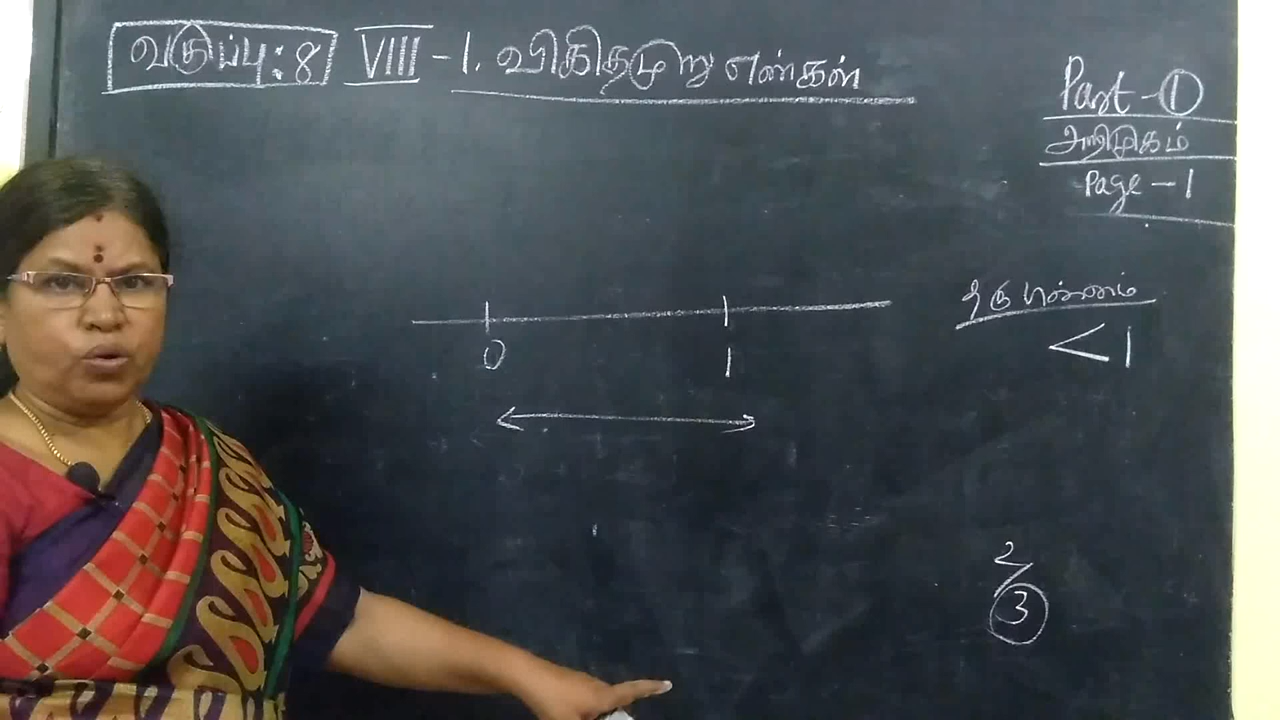 வகுப்பு: 8 VIII - 1. விகிதமுறு எண்கள்
Part - 1
அறிமுகம்
Page - 1
தகு பின்னம்
< 1
0 1
2/3